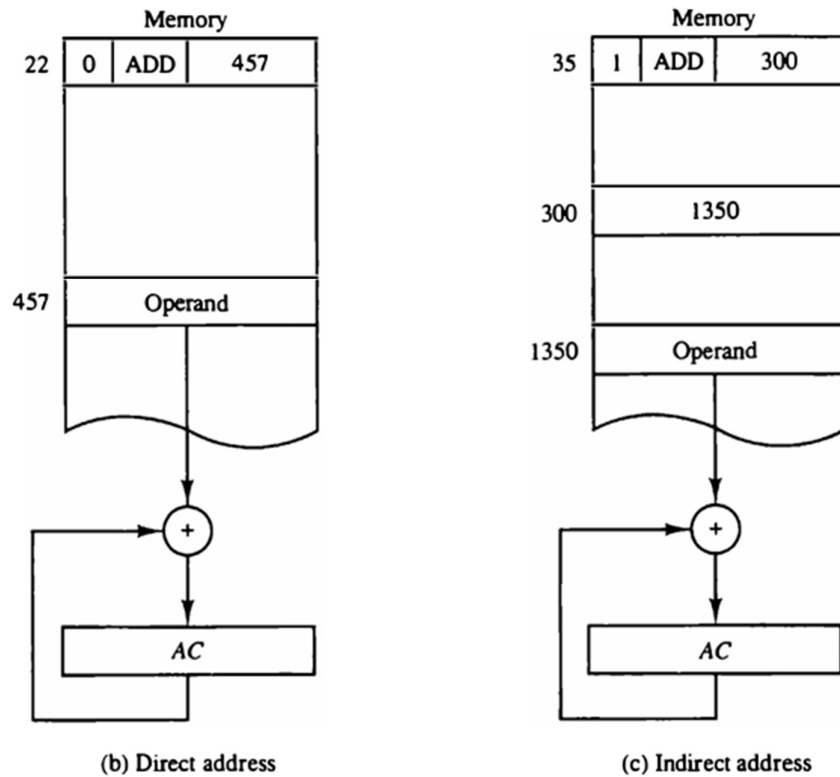 Memory
22 0 ADD 457
457 Operand
+
AC
(b) Direct address
Memory
35 1 ADD 300
300 1350
1350 Operand
+
AC
(c) Indirect address